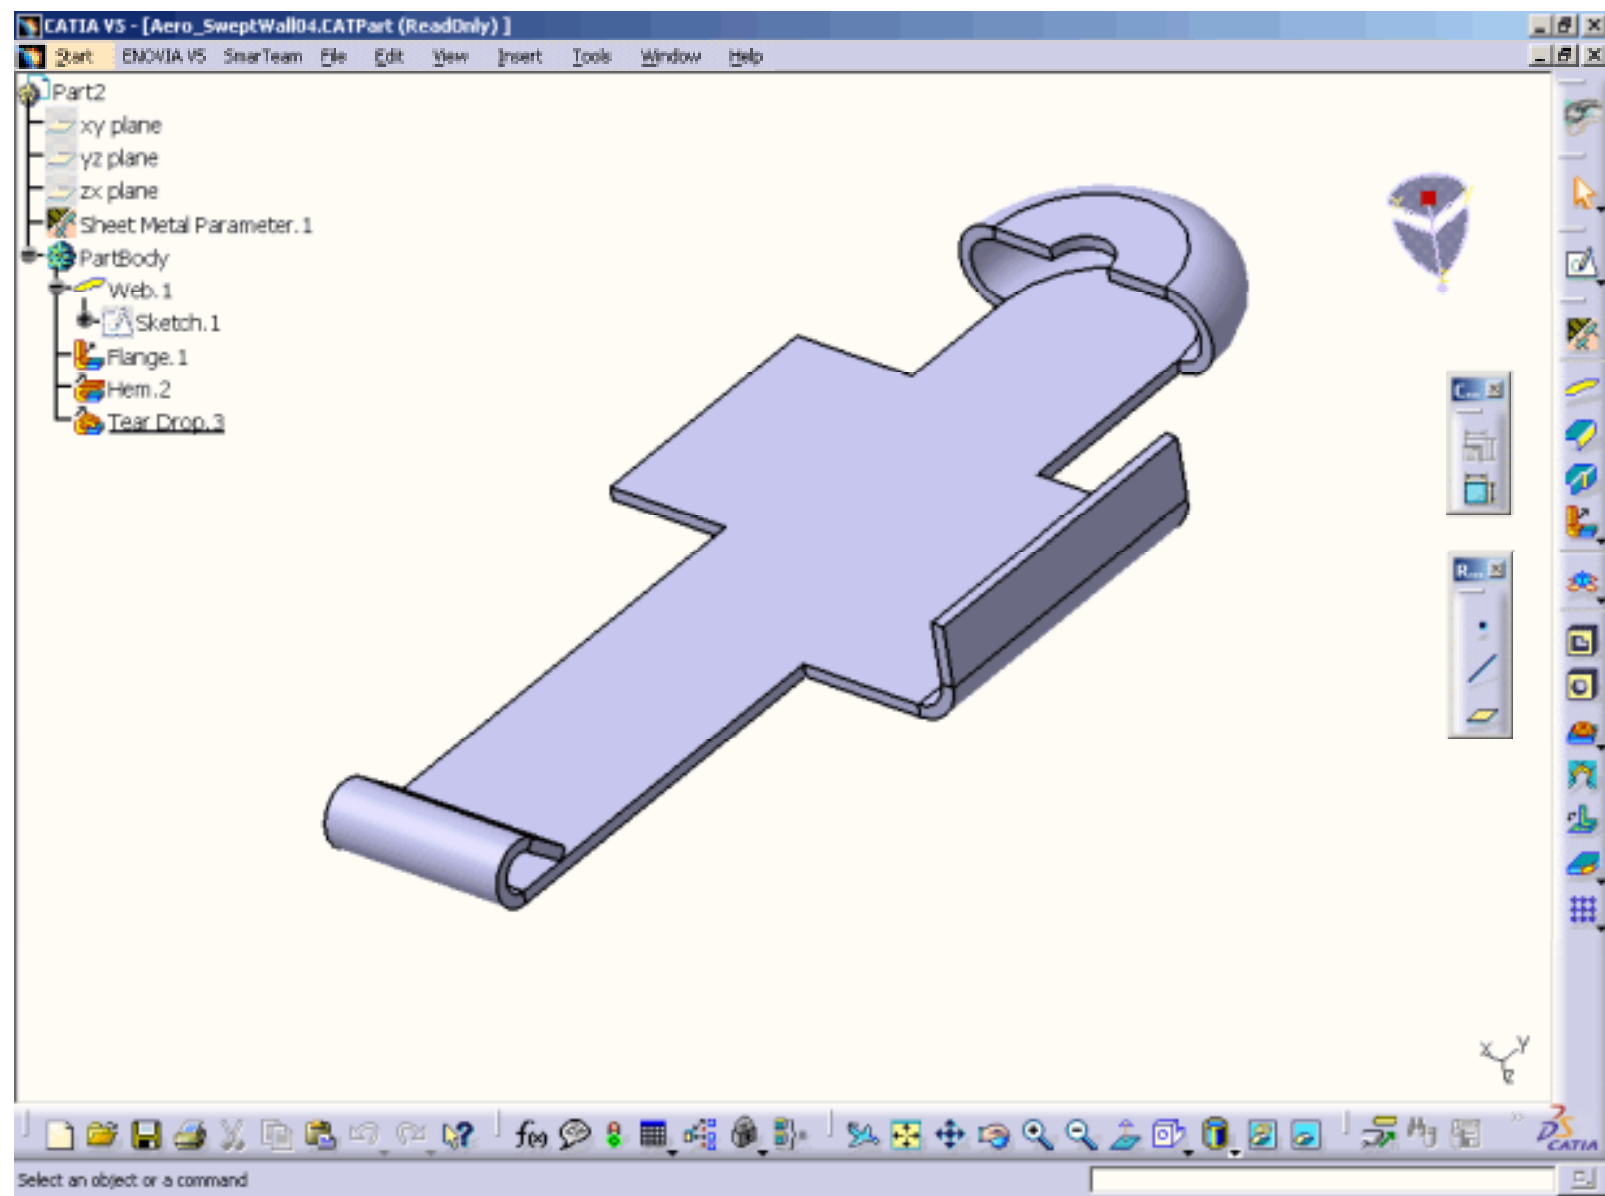 CATIA V5 - [Aero_SweptWall04.CATPart (ReadOnly) ]
Start ENOVIA V5 SmarTeam File Edit View Insert Tools Window Help
Part2
xy plane
yz plane
zx plane
Sheet Metal Parameter.1
PartBody
Web.1
Sketch.1
Flange.1
Hem.2
Tear Drop.3
C...
R...
X Y
Z
f(x)
DS
CATIA
Select an object or a command